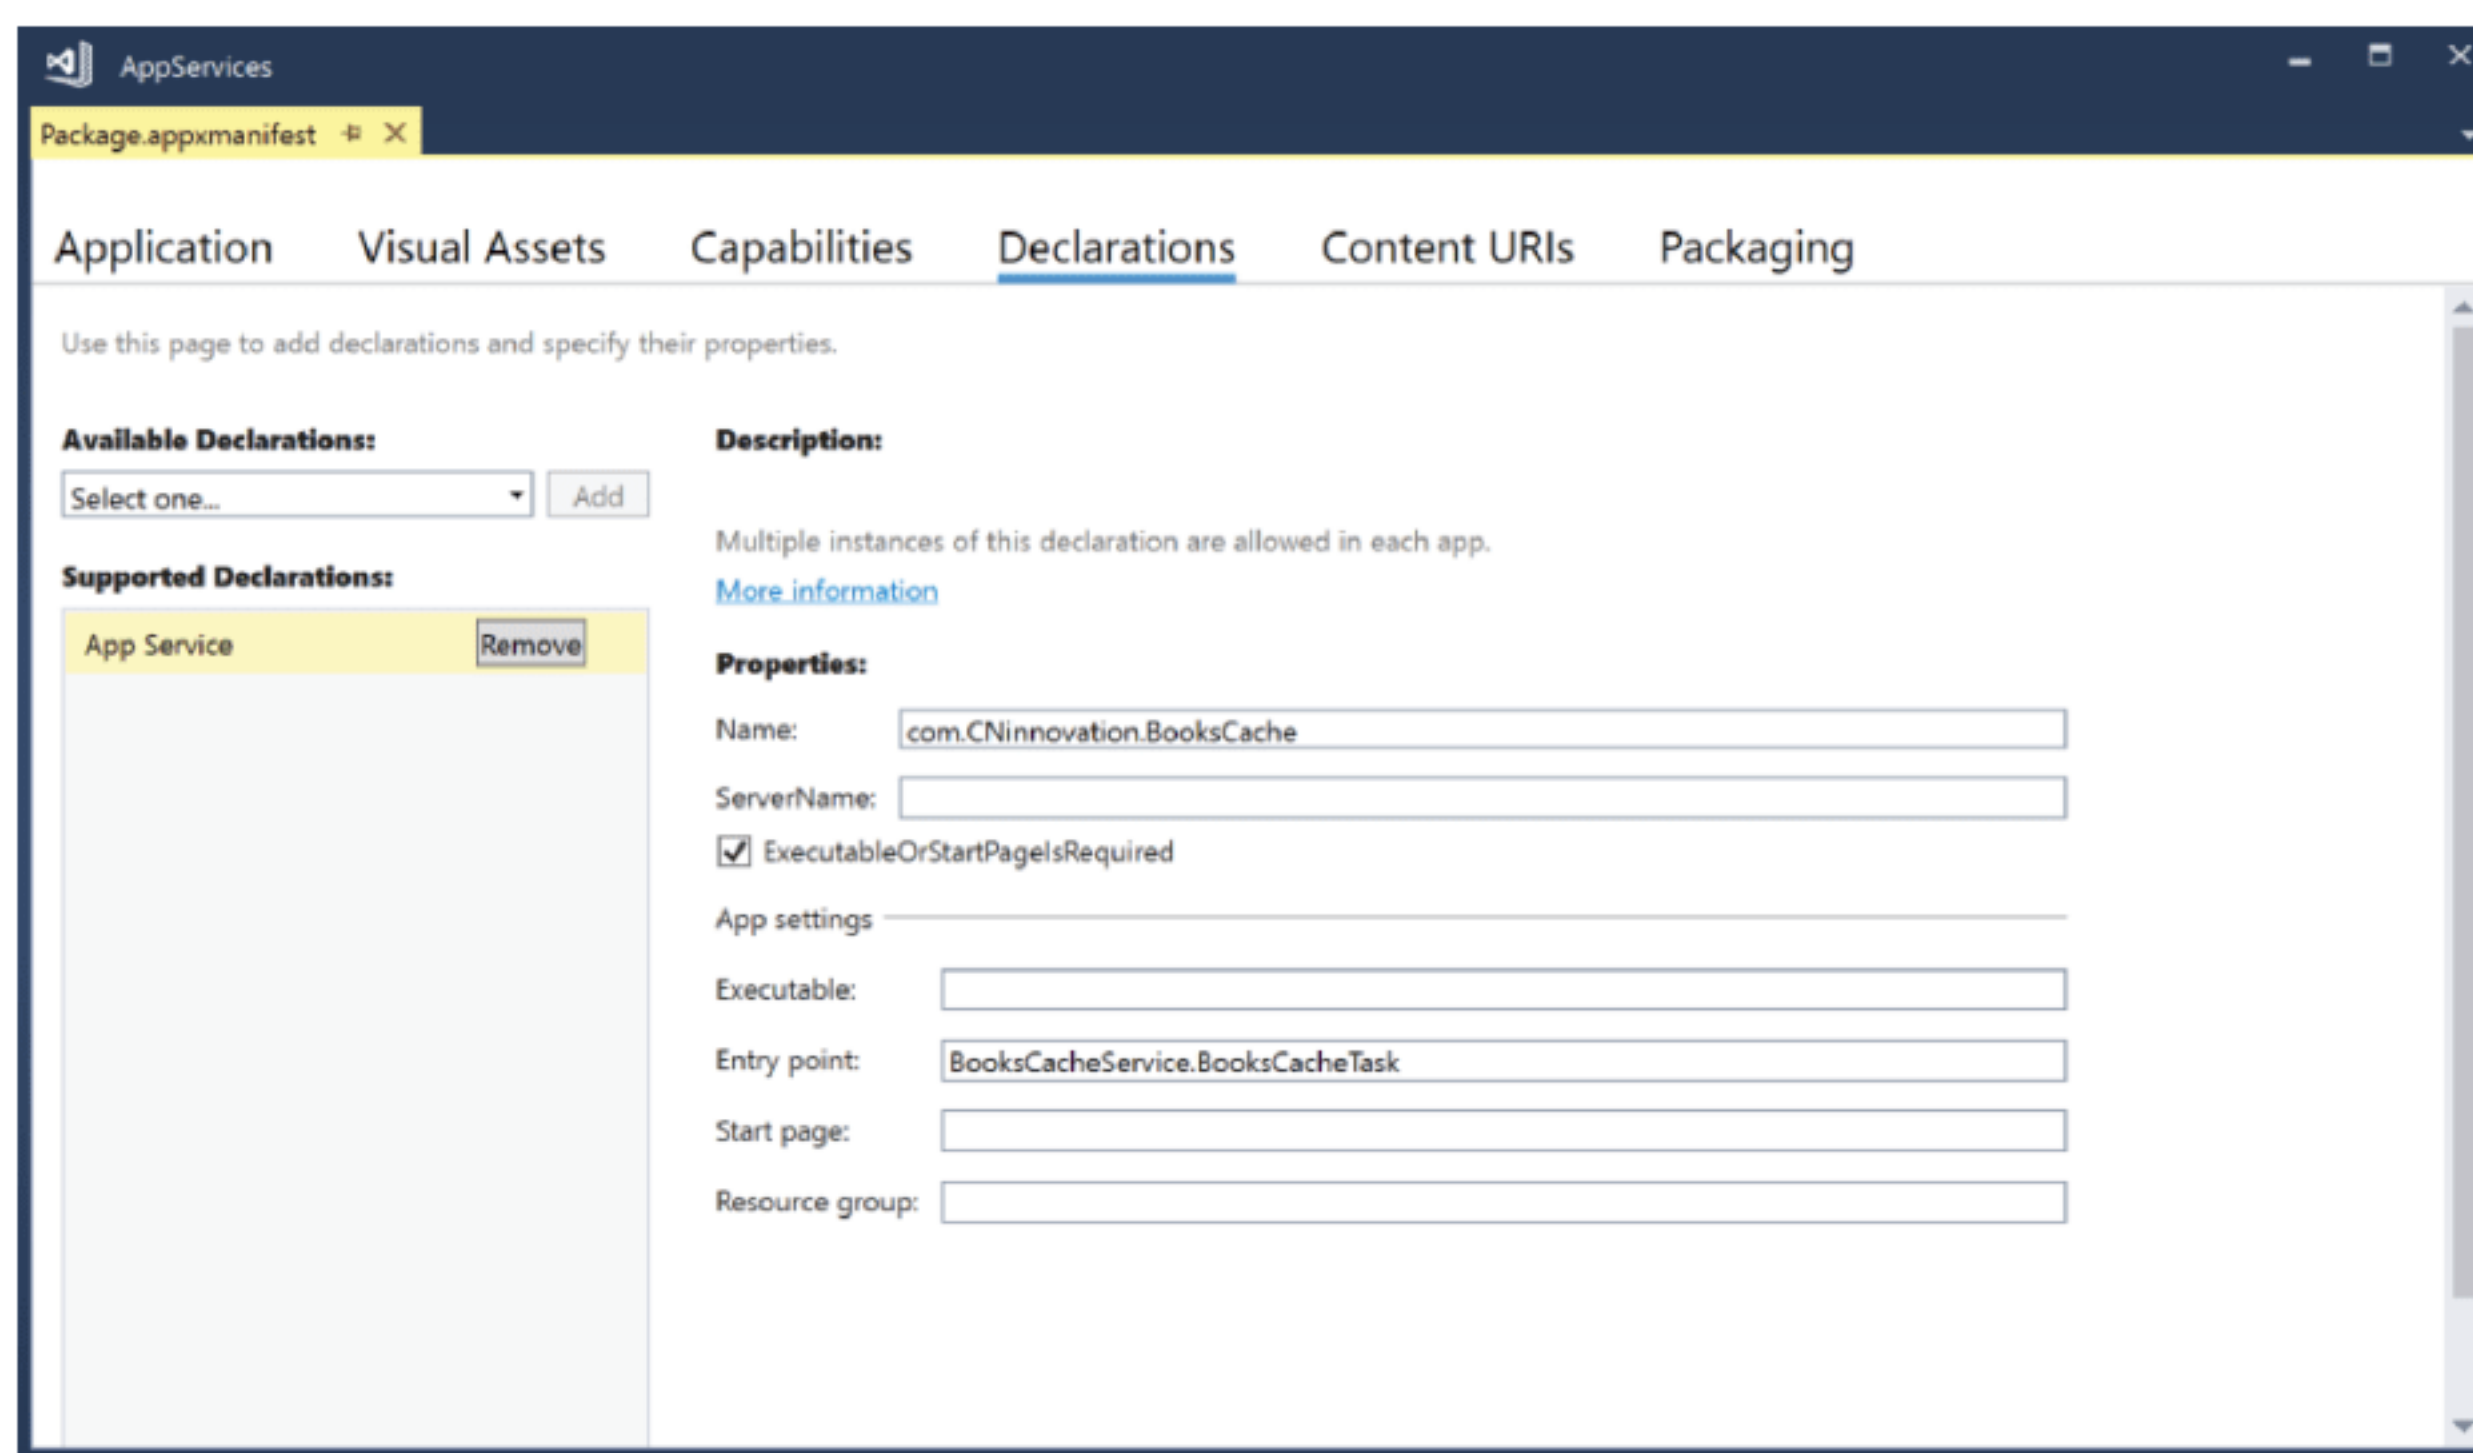 AppServices
Package.appxmanifest
Application Visual Assets Capabilities Declarations Content URIs Packaging
Use this page to add declarations and specify their properties.
Available Declarations:
Select one...
Add
Supported Declarations:
App Service
Remove
Description:
Multiple instances of this declaration are allowed in each app.
More information
Properties:
Name: com.CNinnovation.BooksCache
ServerName:
ExecutableOrStartPageIsRequired
App settings
Executable:
Entry point: BooksCacheService.BooksCacheTask
Start page:
Resource group: